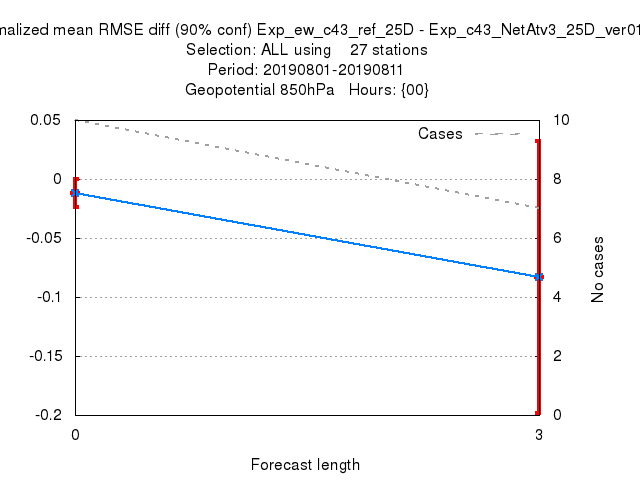 malized mean RMSE diff (90% conf) Exp_ew_c43_ref_25D - Exp_c43_NetAtv3_25D_ver01
Selection: ALL using 27 stations
Period: 20190801-20190811
Geopotential 850hPa Hours: {00}
0.05
0
-0.05
-0.1
-0.15
-0.2
Cases
10
8
6
4
2
0
No cases
0
3
Forecast length